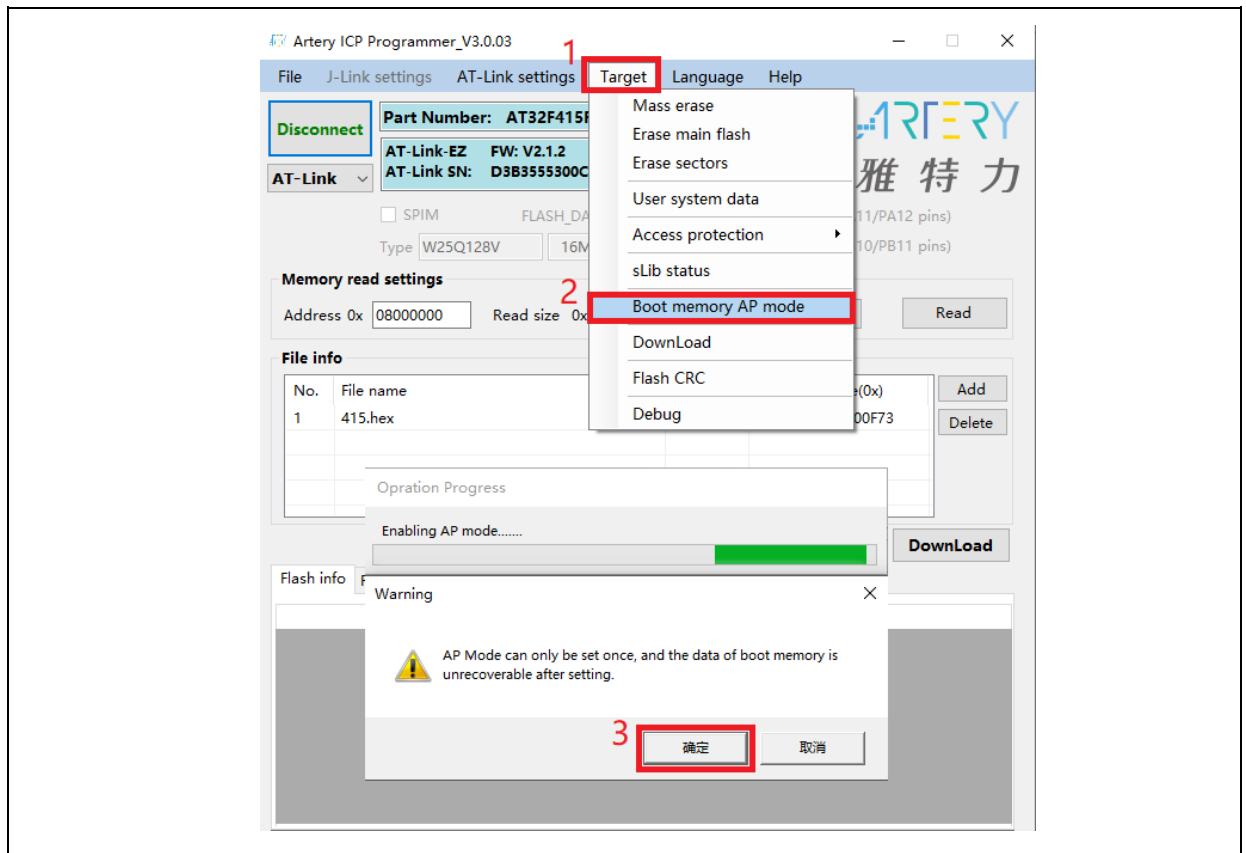 Artery ICP Programmer_V3.0.03
1
File J-Link settings AT-Link settings Target Language Help
Mass erase
Erase main flash
Erase sectors
User system data
Access protection
sLib status
2
Boot memory AP mode
DownLoad
Flash CRC
Debug
ARTERY
雅特力
Disconnect
Part Number: AT32F415
AT-Link-EZ FW: V2.1.2
AT-Link
AT-Link SN: D3B3555300C
SPIM FLASH_DA 11/PA12 pins)
Type W25Q128V 16M 10/PB11 pins)
Memory read settings
Address 0x 08000000 Read size 0x Read
File info
No. File name (0x) Add
1 415.hex 00F73 Delete
Opration Progress
Enabling AP mode.......
DownLoad
Flash info F
Warning
AP Mode can only be set once, and the data of boot memory is
unrecoverable after setting.
3
确定 取消